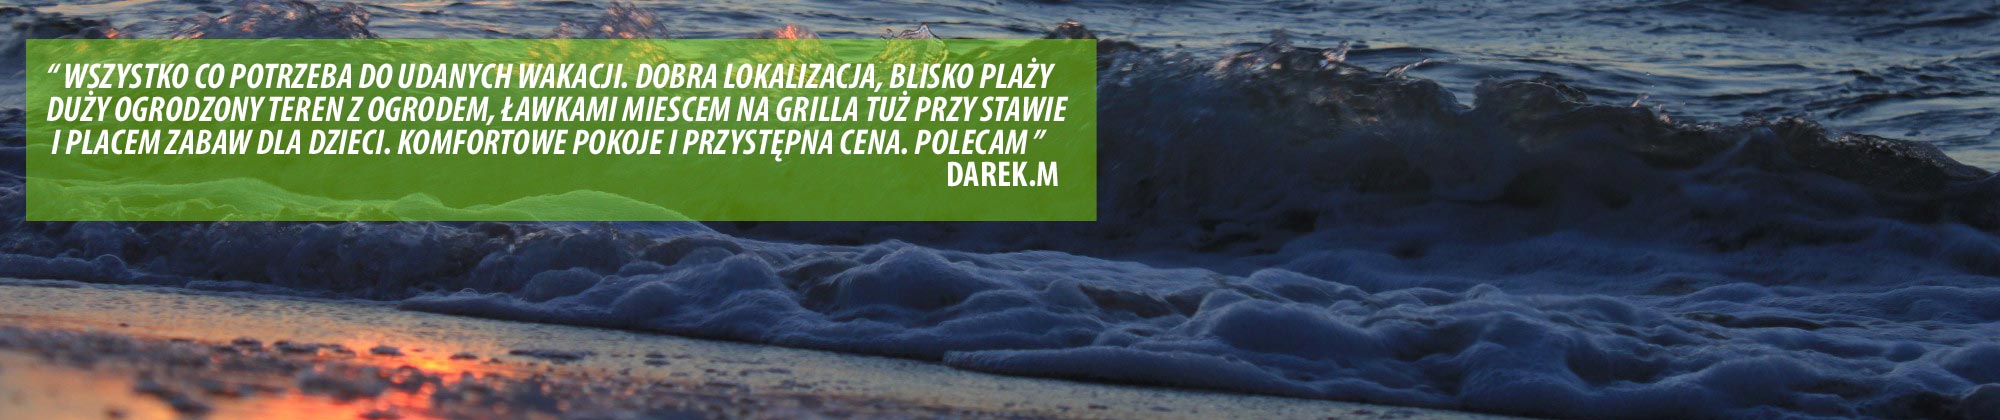 “ WSZYSTKO CO POTRZEBA DO UDANYCH WAKACJI. DOBRA LOKALIZACJA, BLISKO PLAŻY
DUŻY OGRODZONY TEREN Z OGRODEM, ŁAWKAMI MIESCEM NA GRILLA TUŻ PRZY STAWIE
I PLACEM ZABAW DLA DZIECI. KOMFORTOWE POKOJE I PRZYSTĘPNA CENA. POLECAM ”
DAREK.M